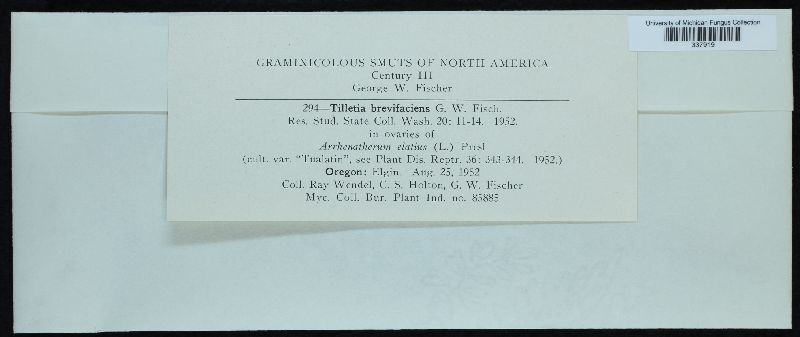 University of Michigan Fungus Collection
337919
GRAMINICOLOUS SMUTS OF NORTH AMERICA
Century III
George W. Fischer
294—Tilletia brevifaciens G. W. Fisch.
Res. Stud. State Coll. Wash. 20: 11-14. 1952.
in ovaries of
Arrhenatherum elatius (L.) Presl
(cult. var. "Tualatin", see Plant Dis. Reptr. 36: 343-344. 1952.)
Oregon: Elgin. Aug. 25, 1952
Coll. Ray Wendel, C. S. Holton, G. W. Fischer
Myc. Coll. Bur. Plant Ind. no. 85885